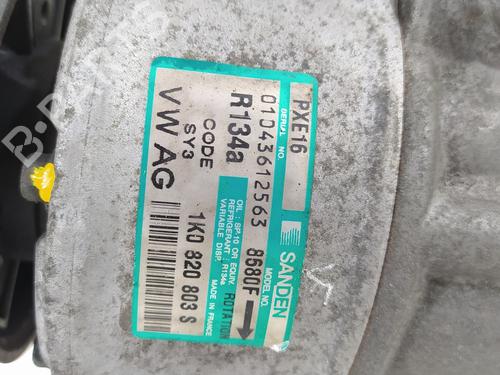 SANDEN
MODEL NO.
PXE16
8680F
SERIAL NO.
01043612563
ROTATION
R134a
OIL : SP-10 OR EQUIV.
REFRIGERANT : R134a
VARIABLE DISP.
MADE IN FRANCE
CODE
SY3
VW AG
1K0 820 803 S
B-PARTS